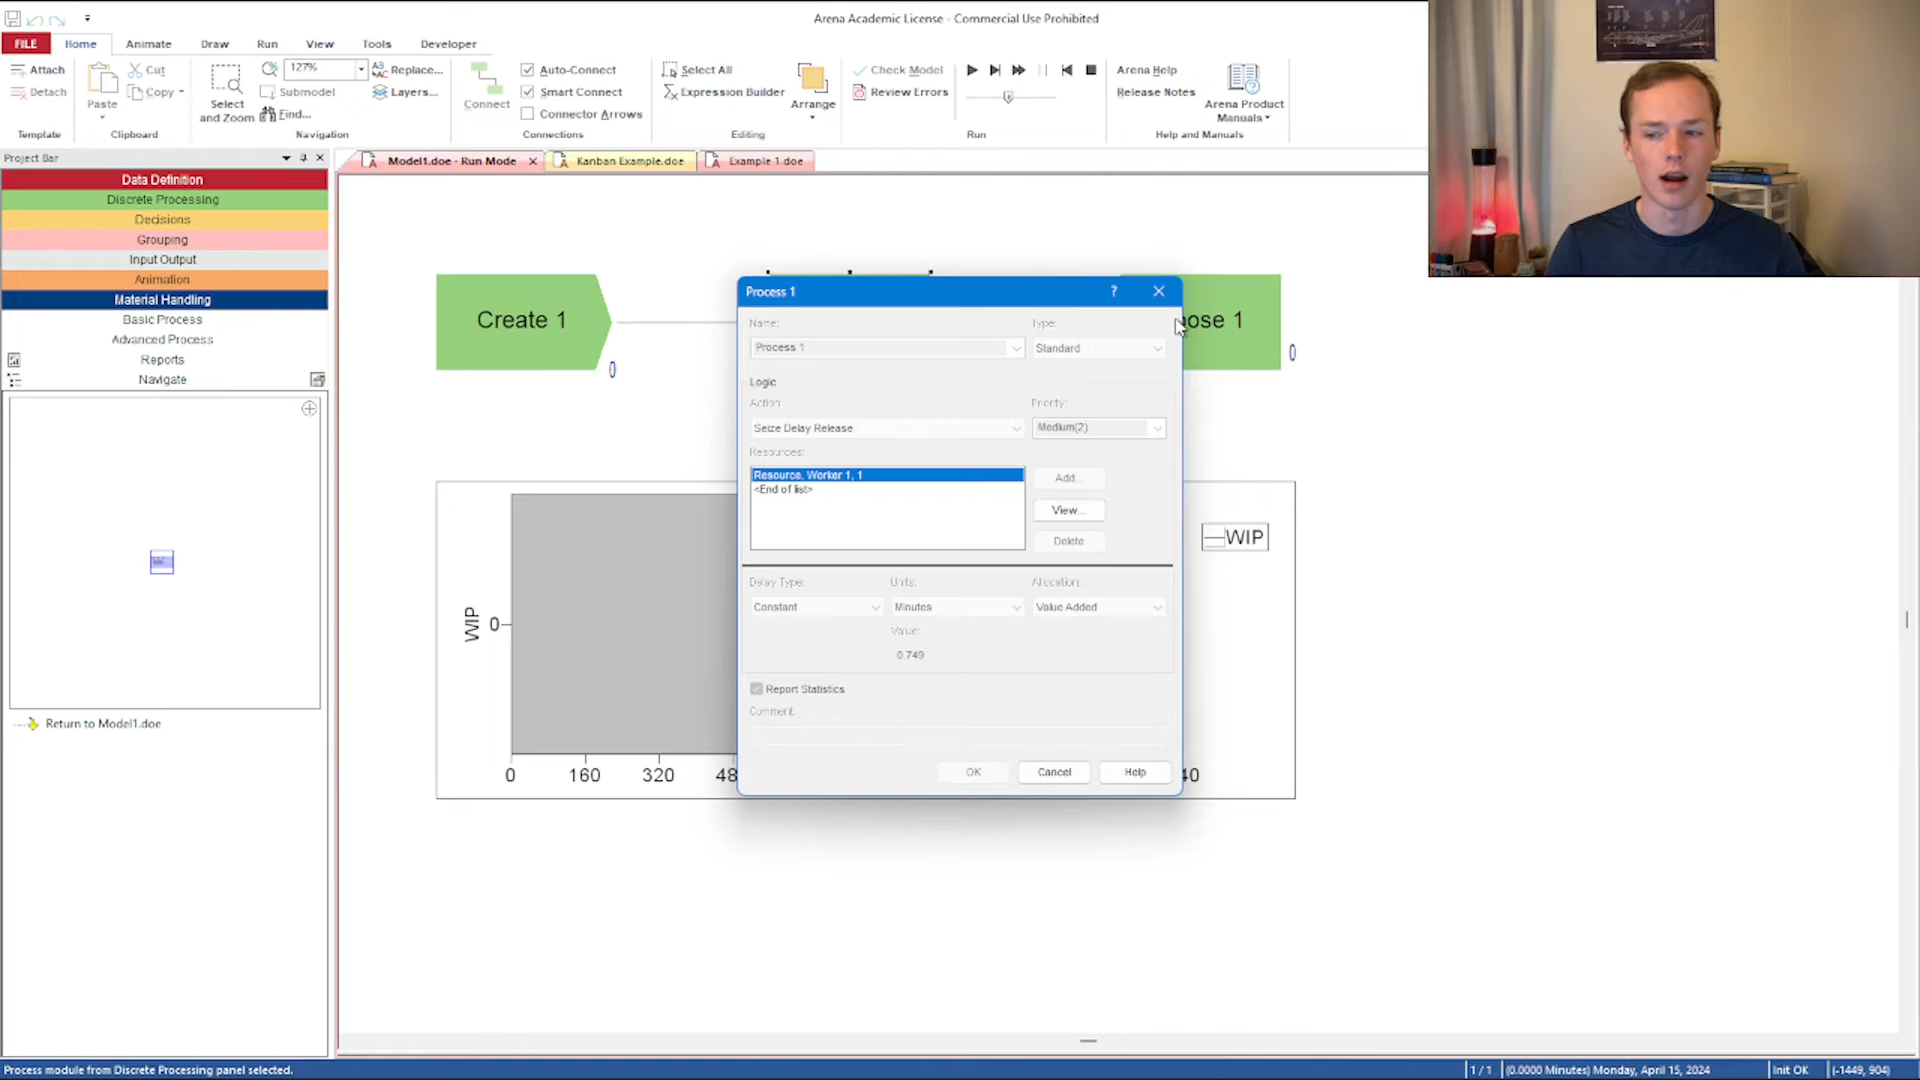 Arena Academic License - Commercial Use Prohibited
FILE Home Animate Draw Run View Tools Developer
Attach
Detach
Template
Paste
Cut
Copy
Clipboard
Select and Zoom
127%
Submodel
Find...
Navigation
Replace...
Layers...
Connect
Auto-Connect
Smart Connect
Connector Arrows
Connections
Select All
Expression Builder
Arrange
Editing
Check Model
Review Errors
Run
Arena Help
Release Notes
Arena Product Manuals
Help and Manuals
Project Bar
Data Definition
Discrete Processing
Decisions
Grouping
Input Output
Animation
Material Handling
Basic Process
Advanced Process
Reports
Navigate
Return to Model1.doe
Model1.doe - Run Mode
Kanban Example.doe
Example 1.doe
Create 1
0
ose 1
0
Process 1
Name:
Type:
Process 1
Standard
Logic
Action:
Priority:
Seize Delay Release
Medium(2)
Resources:
Resource, Worker 1, 1
<End of list>
Add...
View...
Delete
Delay Type:
Units:
Allocation:
Constant
Minutes
Value Added
Value:
0.749
Report Statistics
Comment:
OK
Cancel
Help
WIP
WIP
0
0 160 320 48
40
Process module from Discrete Processing panel selected.
1 / 1
(0.0000 Minutes) Monday, April 15, 2024
Init OK
(-1449, 904)